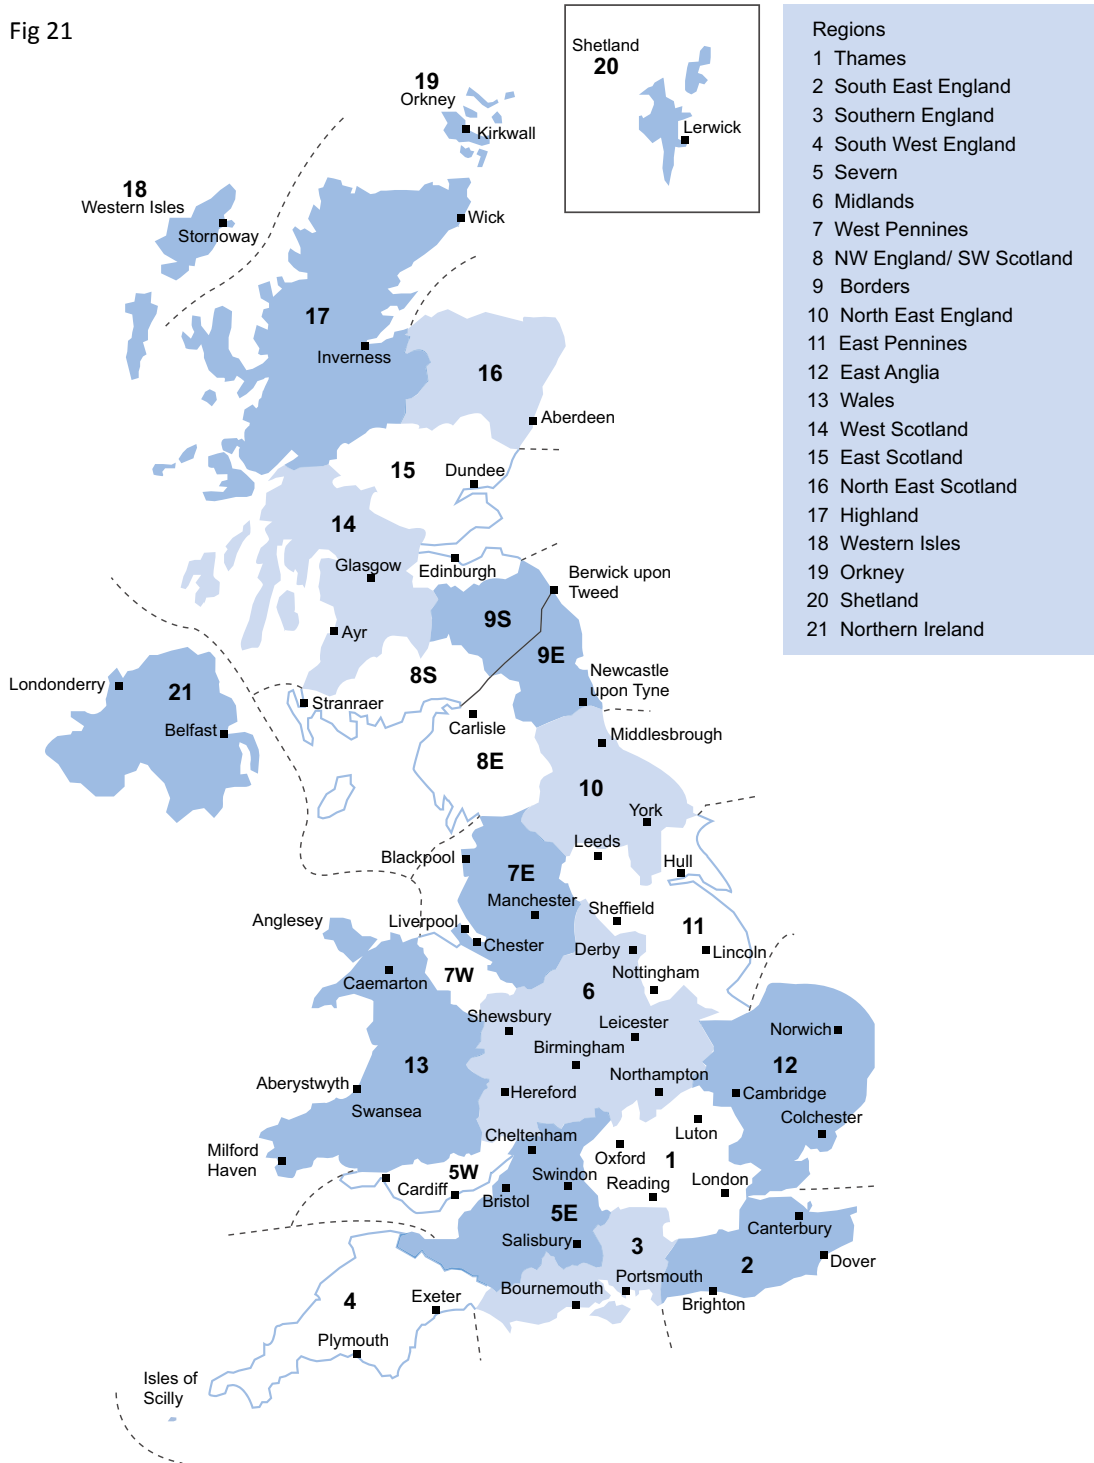 Fig 21
Shetland
20
Lerwick
19
Orkney
Kirkwall
18
Western Isles
Stornoway
Wick
17
Inverness
16
Aberdeen
15
Dundee
14
Glasgow
Edinburgh
Berwick upon
Tweed
9S
Ayr
9E
8S
Newcastle
upon Tyne
Londonderry
21
Stranraer
Belfast
Carlisle
Middlesbrough
8E
10
York
Leeds
Blackpool
7E
Hull
Manchester
Sheffield
Anglesey
Liverpool
11
Chester
Derby
Lincoln
7W
Caemarton
Nottingham
6
Shewsbury
Leicester
Norwich
Birmingham
13
12
Northampton
Aberystwyth
Hereford
Cambridge
Swansea
Colchester
Luton
Cheltenham
Milford
Haven
Oxford
1
5W
Swindon
Reading
London
Cardiff
Bristol
5E
Canterbury
Salisbury
3
2
Dover
Portsmouth
Bournemouth
Brighton
4
Exeter
Plymouth
Isles of
Scilly
Regions
1 Thames
2 South East England
3 Southern England
4 South West England
5 Severn
6 Midlands
7 West Pennines
8 NW England/ SW Scotland
9 Borders
10 North East England
11 East Pennines
12 East Anglia
13 Wales
14 West Scotland
15 East Scotland
16 North East Scotland
17 Highland
18 Western Isles
19 Orkney
20 Shetland
21 Northern Ireland